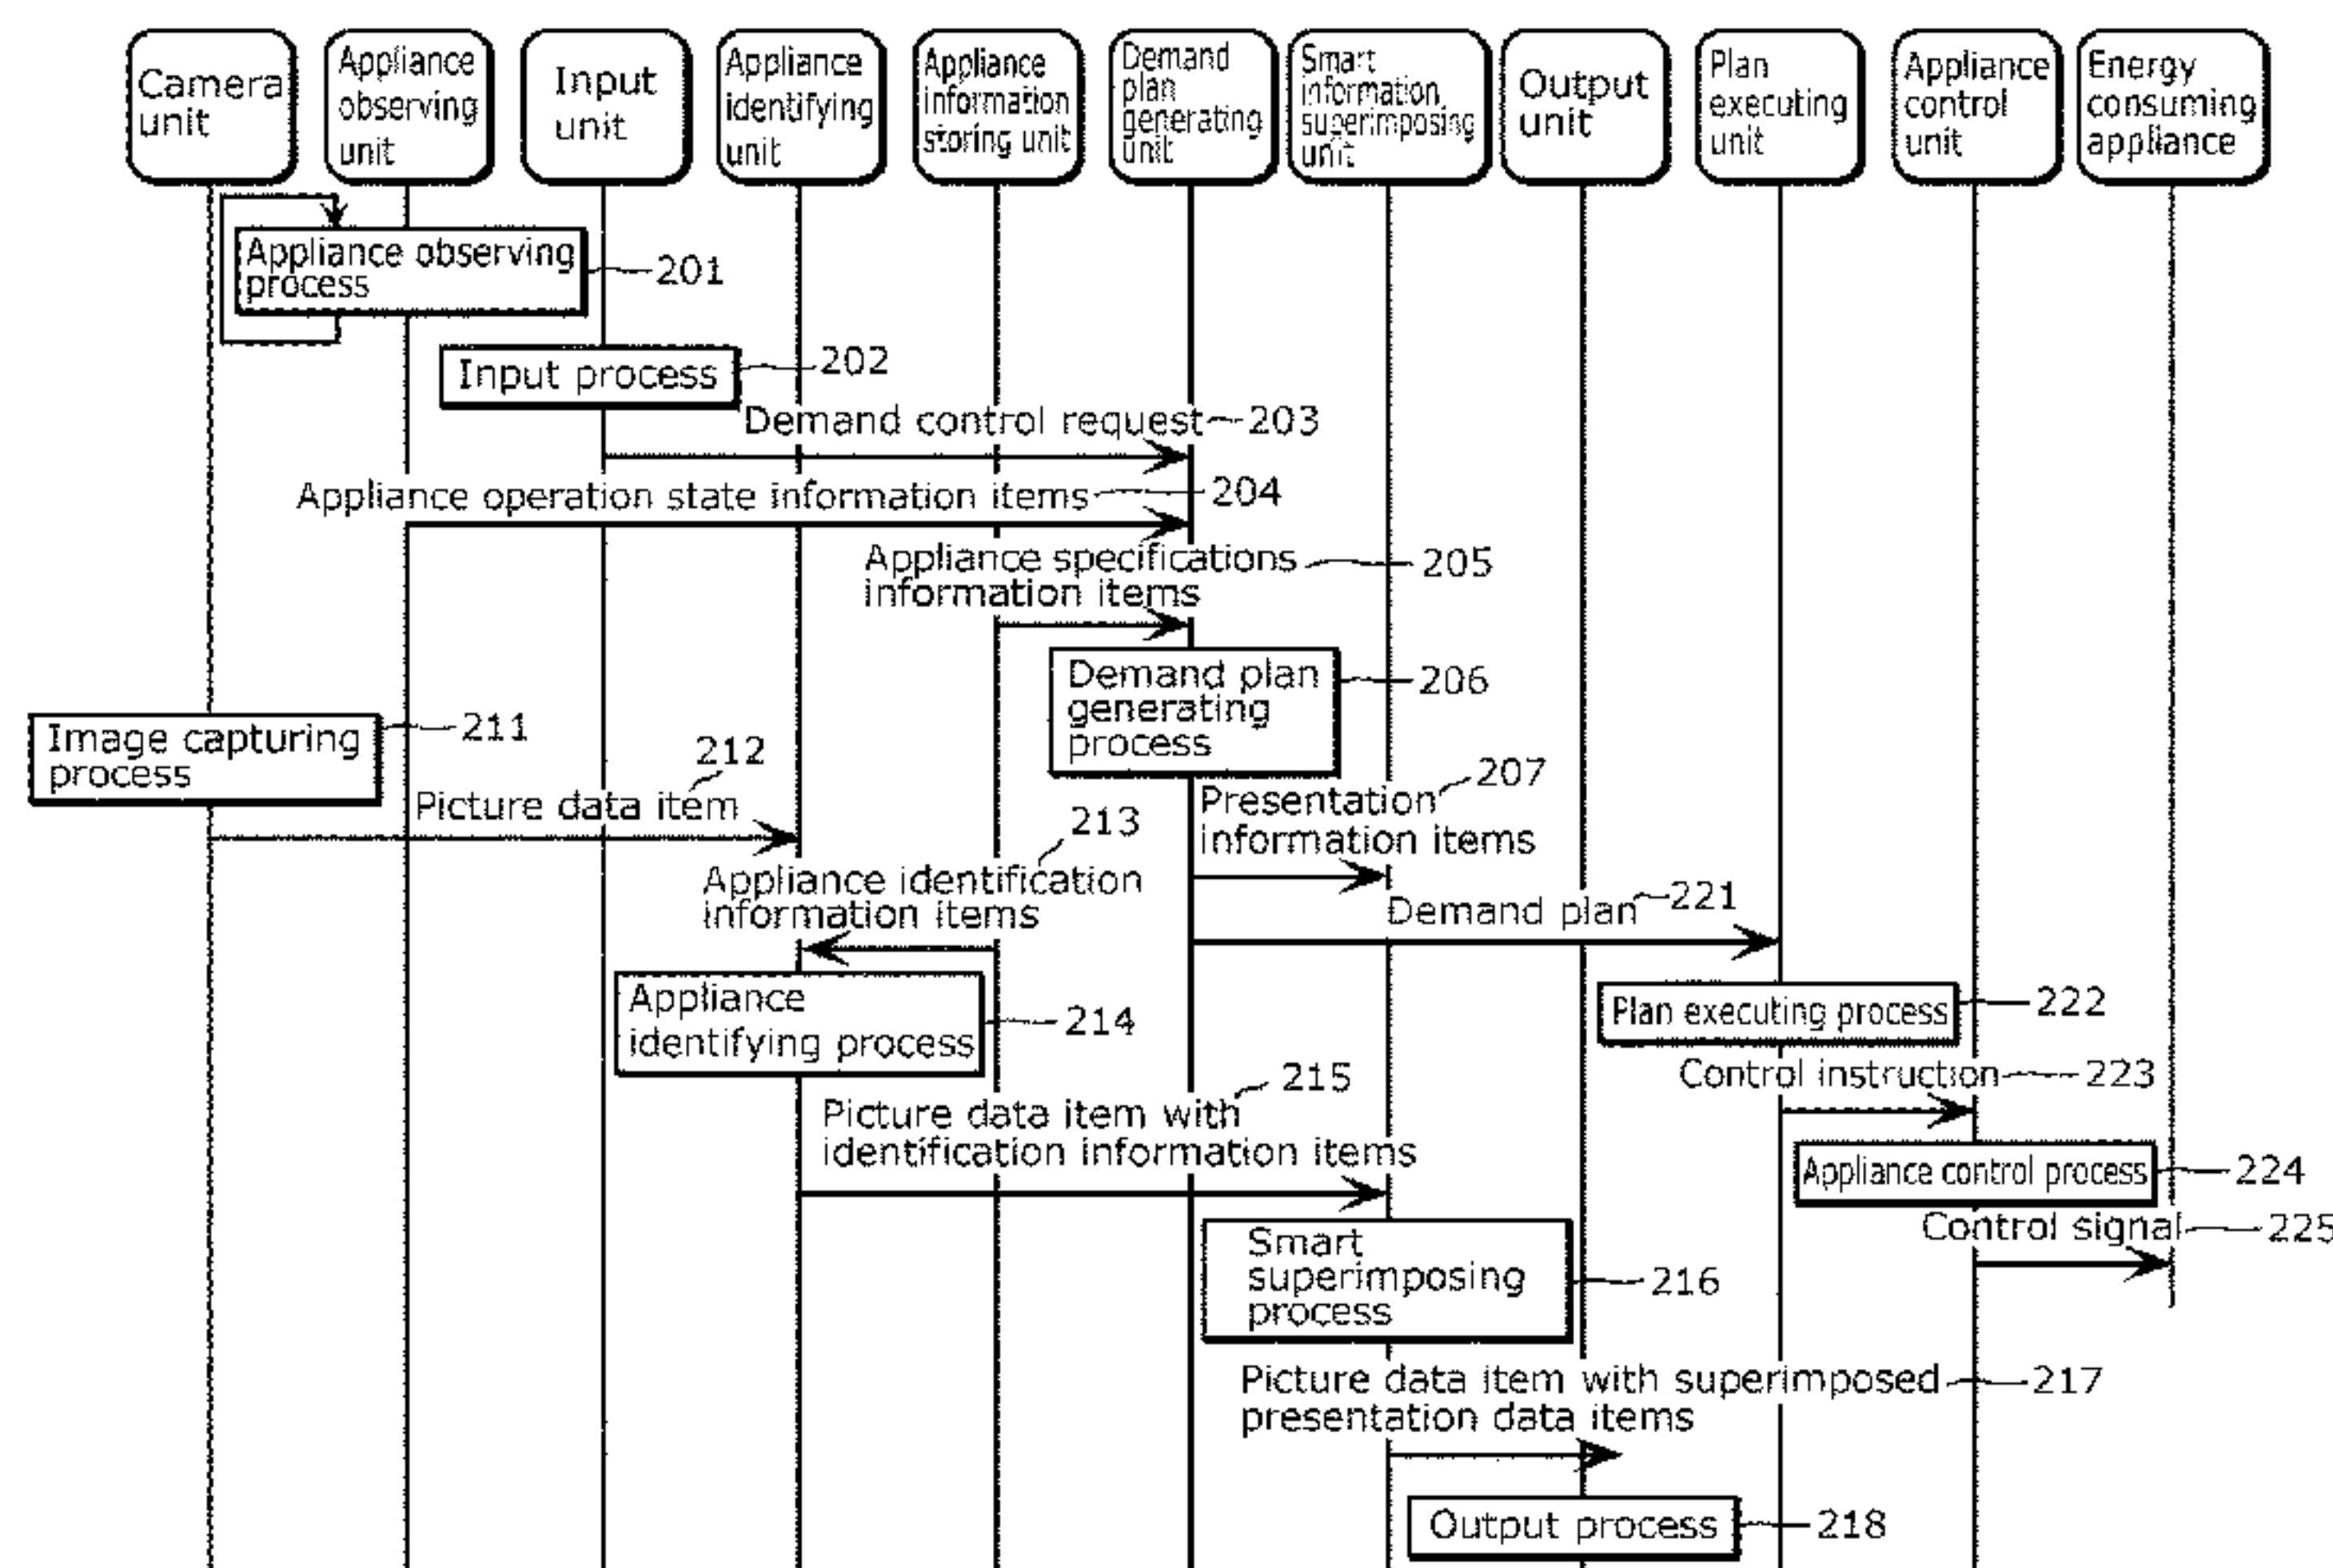 Camera
unit
Appliance
observing
unit
Input
unit
Appliance
identifying
unit
Appliance
information
storing unit
Demand
plan
generating
unit
Smart
information
superimposing
unit
Output
unit
Plan
executing
unit
Appliance
control
unit
Energy
consuming
appliance
Appliance observing
process
201
Input process
202
Demand control request
203
Appliance operation state information items
204
Appliance specifications
information items
205
Demand plan
generating
process
206
Image capturing
process
211
212
Picture data item
207
Presentation
information items
213
Appliance identification
information items
Demand plan
221
Appliance
identifying process
214
Plan executing process
222
Control instruction
223
215
Picture data item with
identification information items
Appliance control process
224
Control signal
225
Smart
superimposing
process
216
Picture data item with superimposed
presentation data items
217
Output process
218